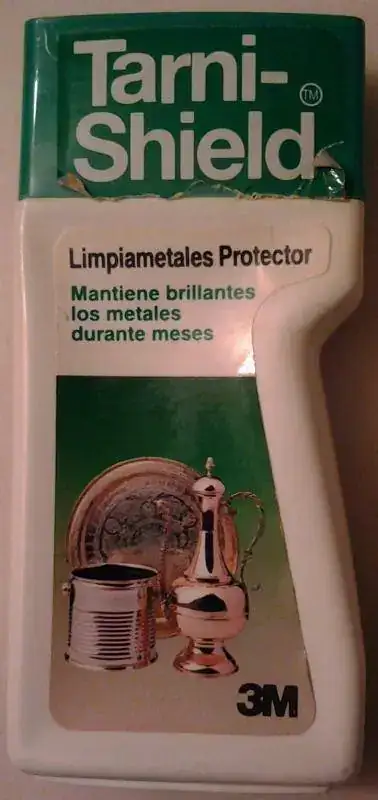 Tarni-
Shield
TM
Limpiametales Protector
Mantiene brillantes
los metales
durante meses
3M